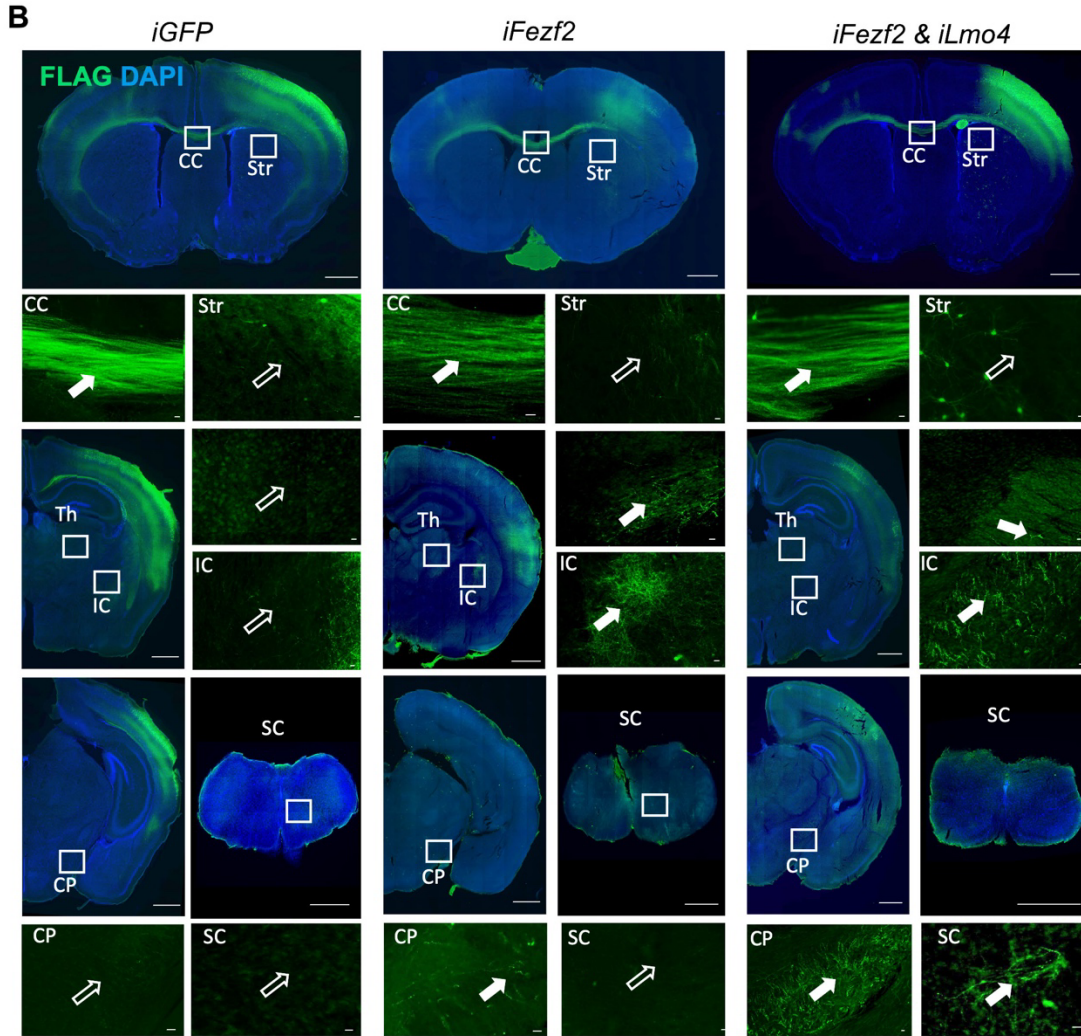 B
iGFP iFezf2 iFezf2 & iLmo4
FLAG DAPI
CC Str CC Str CC Str
CC Str CC Str CC Str
Th Th Th
IC IC IC
IC IC IC
SC SC SC
CP CP CP
CP SC CP SC CP SC